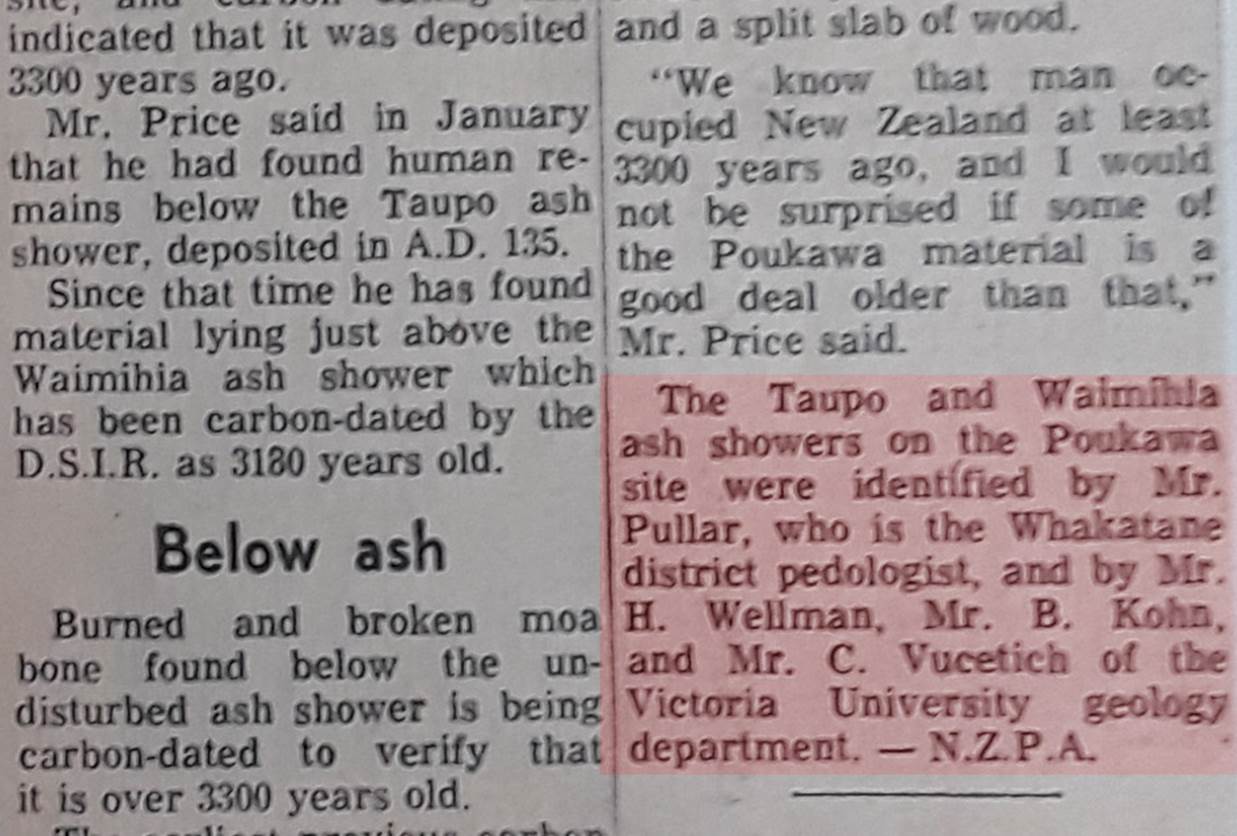 indicated that it was deposited
3300 years ago.
Mr. Price said in January
that he had found human re-
mains below the Taupo ash
shower, deposited in A.D. 135.
Since that time he has found
material lying just above the
Waimihia ash shower which
has been carbon-dated by the
D.S.I.R. as 3180 years old.
Below ash
Burned and broken moa
bone found below the un-
disturbed ash shower is being
carbon-dated to verify that
it is over 3300 years old.
and a split slab of wood.
“We know that man oc-
cupied New Zealand at least
3300 years ago, and I would
not be surprised if some of
the Poukawa material is a
good deal older than that,”
Mr. Price said.
The Taupo and Waimihia
ash showers on the Poukawa
site were identified by Mr.
Pullar, who is the Whakatane
district pedologist, and by Mr.
H. Wellman, Mr. B. Kohn,
and Mr. C. Vucetich of the
Victoria University geology
department. — N.Z.P.A.